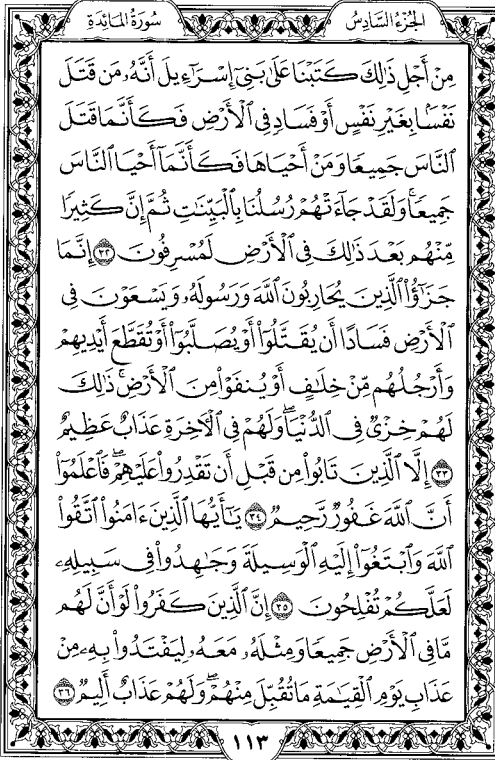 الجزء السادس
سورة المائدة
مِنْ أَجْلِ ذَٰلِكَ كَتَبْنَا عَلَىٰ بَنِىٓ إِسْرَٰٓءِيلَ أَنَّهُۥ مَن قَتَلَ
نَفْسًۢا بِغَيْرِ نَفْسٍ أَوْ فَسَادٍ فِى ٱلْأَرْضِ فَكَأَنَّمَا قَتَلَ
ٱلنَّاسَ جَمِيعًا وَمَنْ أَحْيَاهَا فَكَأَنَّمَآ أَحْيَا ٱلنَّاسَ
جَمِيعًا ۚ وَلَقَدْ جَآءَتْهُمْ رُسُلُنَا بِٱلْبَيِّنَٰتِ ثُمَّ إِنَّ كَثِيرًا
مِّنْهُم بَعْدَ ذَٰلِكَ فِى ٱلْأَرْضِ لَمُسْرِفُونَ ٣٢ إِنَّمَا
جَزَٰٓؤُا۟ ٱلَّذِينَ يُحَارِبُونَ ٱللَّهَ وَرَسُولَهُۥ وَيَسْعَوْنَ فِى
ٱلْأَرْضِ فَسَادًا أَن يُقَتَّلُوٓا۟ أَوْ يُصَلَّبُوٓا۟ أَوْ تُقَطَّعَ أَيْدِيهِمْ
وَأَرْجُلُهُم مِّنْ خِلَٰفٍ أَوْ يُنفَوْا۟ مِنَ ٱلْأَرْضِ ۚ ذَٰلِكَ
لَهُمْ خِزْىٌ فِى ٱلدُّنْيَا ۖ وَلَهُمْ فِى ٱلْءَاخِرَةِ عَذَابٌ عَظِيمٌ
٣٣ إِلَّا ٱلَّذِينَ تَابُوا۟ مِن قَبْلِ أَن تَقْدِرُوا۟ عَلَيْهِمْ ۖ فَٱعْلَمُوٓا۟
أَنَّ ٱللَّهَ غَفُورٌ رَّحِيمٌ ٣٤ يَٰٓأَيُّهَا ٱلَّذِينَ ءَامَنُوا۟ ٱتَّقُوا۟
ٱللَّهَ وَٱبْتَغُوٓا۟ إِلَيْهِ ٱلْوَسِيلَةَ وَجَٰهِدُوا۟ فِى سَبِيلِهِۦ
لَعَلَّكُمْ تُفْلِحُونَ ٣٥ إِنَّ ٱلَّذِينَ كَفَرُوا۟ لَوْ أَنَّ لَهُم
مَّا فِى ٱلْأَرْضِ جَمِيعًا وَمِثْلَهُۥ مَعَهُۥ لِيَفْتَدُوا۟ بِهِۦ مِنْ
عَذَابِ يَوْمِ ٱلْقِيَٰمَةِ مَا تُقُبِّلَ مِنْهُمْ ۖ وَلَهُمْ عَذَابٌ أَلِيمٌ ٣٦
١١٣